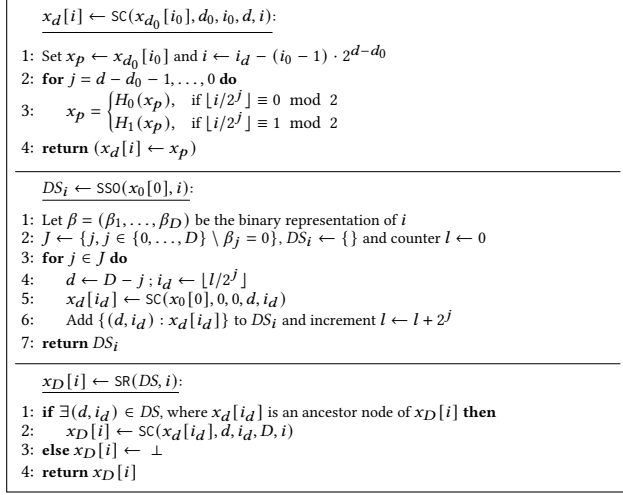 x_d[i] ← SC(x_{d_0}[i_0], d_0, i_0, d, i):
1: Set x_p ← x_{d_0}[i_0] and i ← i_d − (i_0 − 1) · 2^{d−d_0}
2: for j = d − d_0 − 1, . . . , 0 do
3: x_p = { H_0(x_p), if ⌊i/2^j⌋ ≡ 0 mod 2
H_1(x_p), if ⌊i/2^j⌋ ≡ 1 mod 2
4: return (x_d[i] ← x_p)
DS_i ← SSO(x_0[0], i):
1: Let β = (β_1, . . . , β_D) be the binary representation of i
2: J ← {j, j ∈ {0, . . . , D} \ β_j = 0}, DS_i ← {} and counter l ← 0
3: for j ∈ J do
4: d ← D − j ; i_d ← ⌊l/2^j⌋
5: x_d[i_d] ← SC(x_0[0], 0, 0, d, i_d)
6: Add {(d, i_d) : x_d[i_d]} to DS_i and increment l ← l + 2^j
7: return DS_i
x_D[i] ← SR(DS, i):
1: if ∃(d, i_d) ∈ DS, where x_d[i_d] is an ancestor node of x_D[i] then
2: x_D[i] ← SC(x_d[i_d], d, i_d, D, i)
3: else x_D[i] ← ⊥
4: return x_D[i]